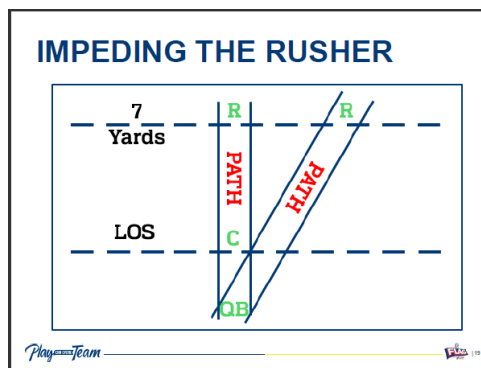 IMPEDING THE RUSHER
7 R R
Yards
PATH PATH
LOS C
QB
Play Team